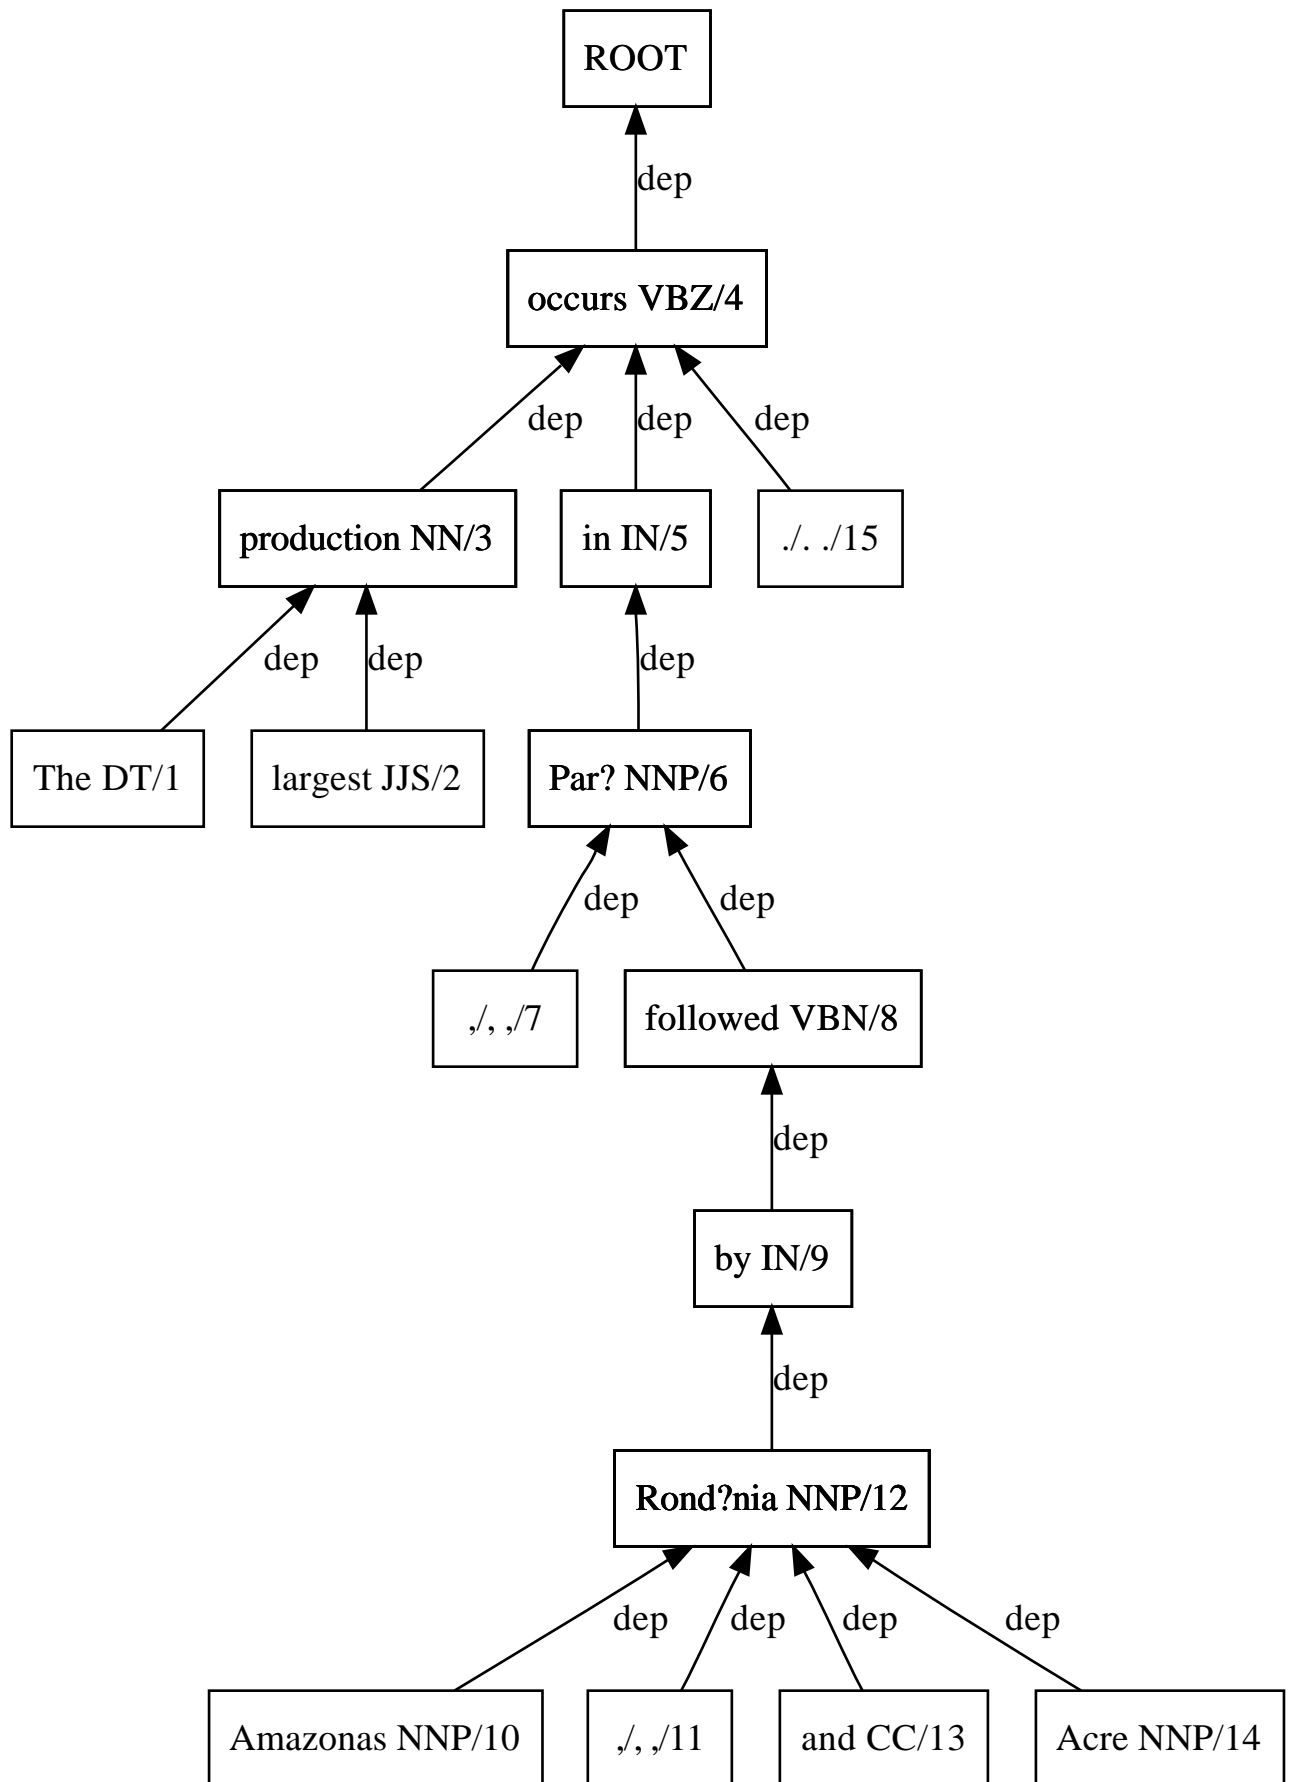 ROOT
dep
occurs VBZ/4
dep dep dep
production NN/3 in IN/5 ./. ./15
dep dep dep
The DT/1 largest JJS/2 Par? NNP/6
dep dep
,/, ,/7 followed VBN/8
dep
by IN/9
dep
Rond?nia NNP/12
dep dep dep dep
Amazonas NNP/10 ,/, ,/11 and CC/13 Acre NNP/14